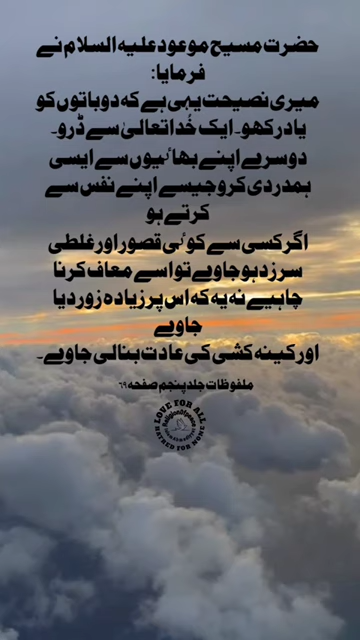 حضرت مسیح موعود علیہ السلام نے
فرمایا:
میری نصیحت یہی ہے کہ دو باتوں کو
یاد رکھو۔ ایک خُدا تعالیٰ سے ڈرو۔
دوسرے اپنے بھائیوں سے ایسی
ہمدردی کرو جیسے اپنے نفس سے
کرتے ہو
اگر کسی سے کوئی قصور اور غلطی
سرزد ہو جاوے تو اسے معاف کرنا
چاہیے نہ یہ کہ اس پر زیادہ زور دیا
جاوے
اور کینہ کشی کی عادت بنالی جاوے۔
ملفوظات جلد پنجم صفحہ ۶۹
LOVE FOR ALL
HATRED FOR NONE